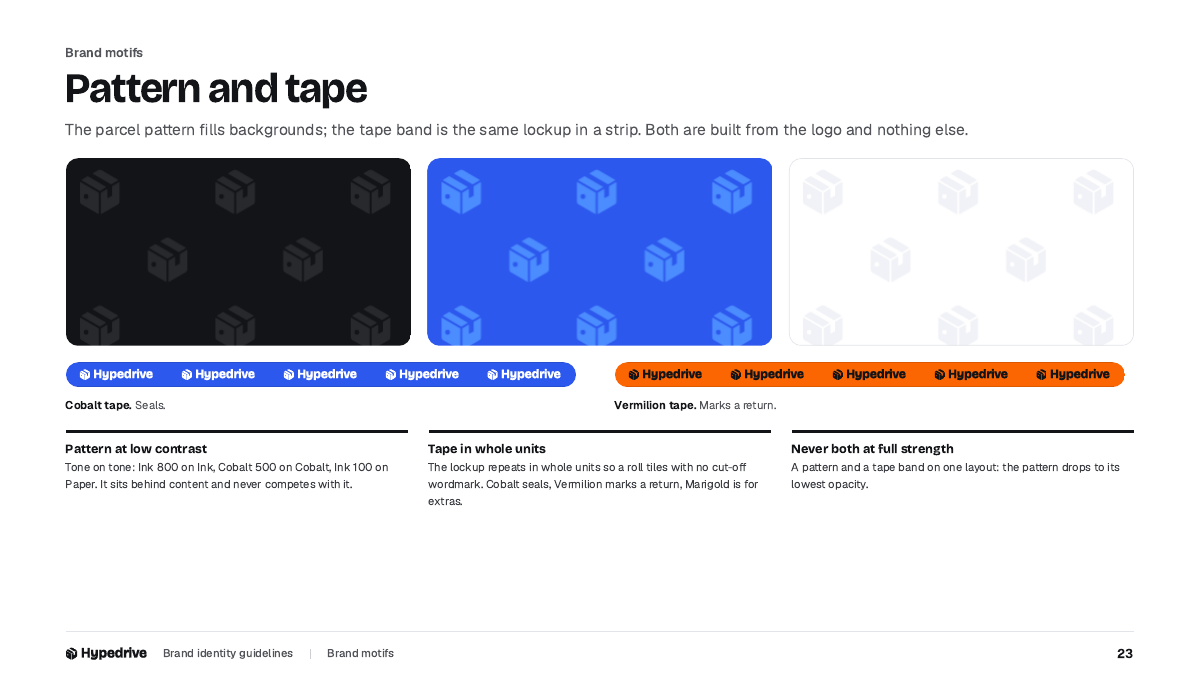 Brand motifs
Pattern and tape
The parcel pattern fills backgrounds; the tape band is the same lockup in a strip. Both are built from the logo and nothing else.
Hypedrive Hypedrive Hypedrive Hypedrive Hypedrive
Hypedrive Hypedrive Hypedrive Hypedrive Hypedrive
Cobalt tape. Seals.
Vermilion tape. Marks a return.
Pattern at low contrast
Tone on tone: Ink 800 on Ink, Cobalt 500 on Cobalt, Ink 100 on
Paper. It sits behind content and never competes with it.
Tape in whole units
The lockup repeats in whole units so a roll tiles with no cut-off
wordmark. Cobalt seals, Vermilion marks a return, Marigold is for
extras.
Never both at full strength
A pattern and a tape band on one layout: the pattern drops to its
lowest opacity.
Hypedrive Brand identity guidelines | Brand motifs 23